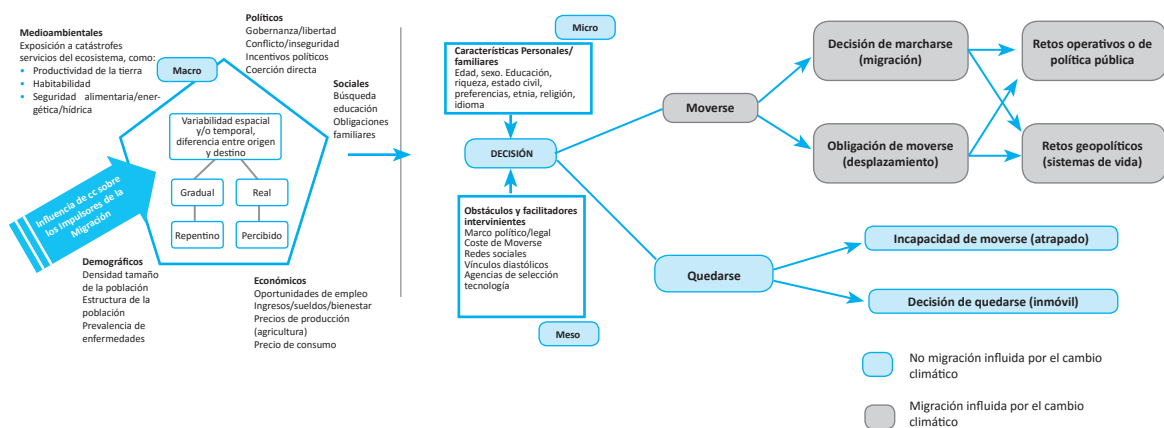 Medioambientales
Exposición a catástrofes
servicios del ecosistema, como:
• Productividad de la tierra
• Habitabilidad
• Seguridad alimentaria/ener-
gética/hídrica
Políticos
Gobernanza/libertad
Conflicto/inseguridad
Incentivos políticos
Coerción directa
Macro
Sociales
Búsqueda
educación
Obligaciones
familiares
Variabilidad espacial
y/o temporal,
diferencia entre origen
y destino
Gradual
Real
Repentino
Percibido
Influencia de cc sobre
los impulsores de la
Migración
Demográficos
Densidad tamaño
de la población
Estructura de la
población
Prevalencia de
enfermedades
Económicos
Oportunidades de empleo
Ingresos/sueldos/bienestar
Precios de producción
(agricultura)
Precio de consumo
Micro
Características Personales/
familiares
Edad, sexo. Educación,
riqueza, estado civil,
preferencias, etnia, religión,
idioma
DECISIÓN
Obstáculos y facilitadores
intervinientes
Marco político/legal
Coste de Moverse
Redes sociales
Vínculos diastólicos
Agencias de selección
tecnología
Meso
Moverse
Quedarse
Decisión de marcharse
(migración)
Obligación de moverse
(desplazamiento)
Retos operativos o de
política pública
Retos geopolíticos
(sistemas de vida)
Incapacidad de moverse (atrapado)
Decisión de quedarse (inmóvil)
No migración influida por el cambio
climático
Migración influida por el cambio
climático